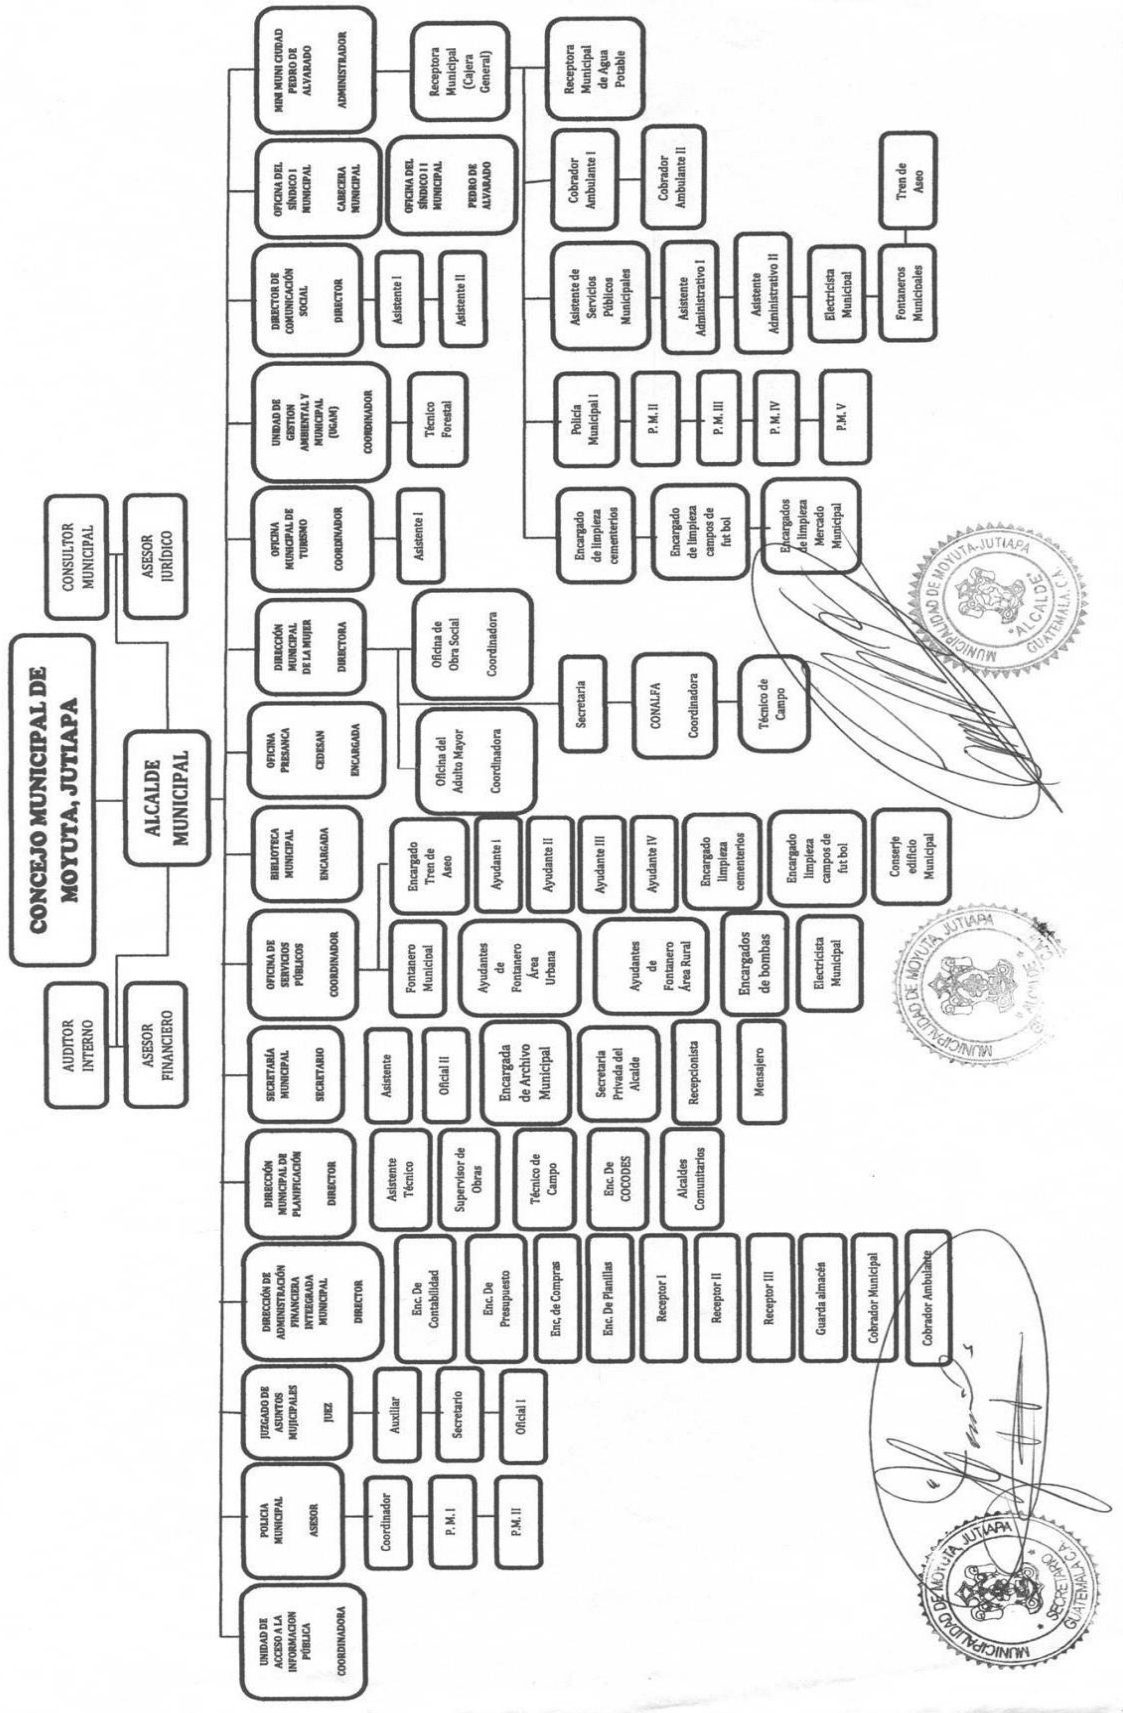 CONCEJO MUNICIPAL DE
MOYUTA, JUTIAPA
AUDITOR
INTERNO
ASESOR
FINANCIERO
CONSULTOR
MUNICIPAL
ASESOR
JURÍDICO
ALCALDE
MUNICIPAL
UNIDAD DE
ACCESO A LA
INFORMACION
PÚBLICA
COORDINADORA
POLICIA
MUNICIPAL
ASESOR
Coordinador
P. M. I
P.M. II
JUZGADO DE
ASUNTOS
MUJICIPALES
JUEZ
Auxiliar
Secretario
Oficial I
DIRECCIÓN DE
ADMINISTRACIÓN
FINANCIERA
INTEEGRADA
MUNICIPAL
DIRECTOR
Enc. De
Contabilidad
Enc. De
Presupuesto
Enc, de Compras
Enc. De Planillas
Receptor I
Receptor II
Receptor III
Guarda almacén
Cobrador Municipal
Cobrador Ambulante
DIRECCIÓN
MUNICIPAL DE
PLANIFICACIÓN
DIRECTOR
Asistente
Técnico
Supervisor de
Obras
Técnico de
Campo
Enc. De
COCODES
Alcaldes
Comunitarios
SECRETARÍA
MUNICIPAL
SECRETARIO
Asistente
Oficial II
Encargada
de Archivo
Municipal
Secretaria
Privada del
Alcalde
Recepcionista
Mensajero
OFICINA DE
SERVICIOS
PÚBLICOS
COORDINADOR
Fontanero
Municipal
Ayudantes
de
Fontanero
Área
Urbana
Ayudantes
de
Fontanero
Área Rural
Encargados
de bombas
Electricista
Municipal
Encargado
Tren de
Aseo
Ayudante I
Ayudante II
Ayudante III
Ayudante IV
Encargado
limpieza
cementerios
Encargado
limpieza
campos de
fut bol
Conserje
edificio
Municipal
BIBLIOTECA
MUNICIPAL
ENCARGADA
OFICINA
PRESANCA
CEDESAN
ENCARGADA
DIRECCIÓN
MUNICIPAL
DE LA MUJER
DIRECTORA
Oficina del
Adulto Mayor
Coordinadora
Oficina de
Obra Social
Coordinadora
Secretaria
CONALFA
Coordinadora
Técnico de
Campo
OFICINA
MUNICIPAL DE
TURISMO
COORDINADOR
Asistente I
UNIDAD DE
GESTION
AMBIENTAL Y
MUNICIPAL
(UGAM)
COORDINADOR
Técnico
Forestal
DIRECTOR DE
COMUNICACIÓN
SOCIAL
DIRECTOR
Asistente I
Asistente II
OFICINA DEL
SÍNDICO I
MUNICIPAL
CABECERA
MUNICIPAL
OFICINA DEL
SÍNDICO I I
MUNICIPAL
PEDRO DE
ALVARADO
MINI MUNI CIUDAD
PEDRO DE
ALVARADO
ADMINISTRADOR
Receptora
Municipal
(Cajera
General)
Encargado
de limpieza
cementerios
Encargado
de limpieza
campos de
fut bol
Encargados
de limpieza
Mercado
Municipal
Policía
Municipal I
P. M. II
P. M. III
P. M. IV
P.M. V
Asistente de
Servicios
Públicos
Municipales
Asistente
Administrativo I
Asistente
Administrativo II
Electricista
Municipal
Fontaneros
Municipales
Tren de
Aseo
Cobrador
Ambulante I
Cobrador
Ambulante II
Receptora
Municipal
de Agua
Potable
MUNICIPALIDAD DE MOYUTA, JUTIAPA
* SECRETARIO *
GUATEMALA C.A.
MUNICIPALIDAD DE MOYUTA, JUTIAPA
* ALCALDE *
MUNICIPALIDAD DE MOYUTA-JUTIAPA
* ALCALDE *
GUATEMALA, C.A.